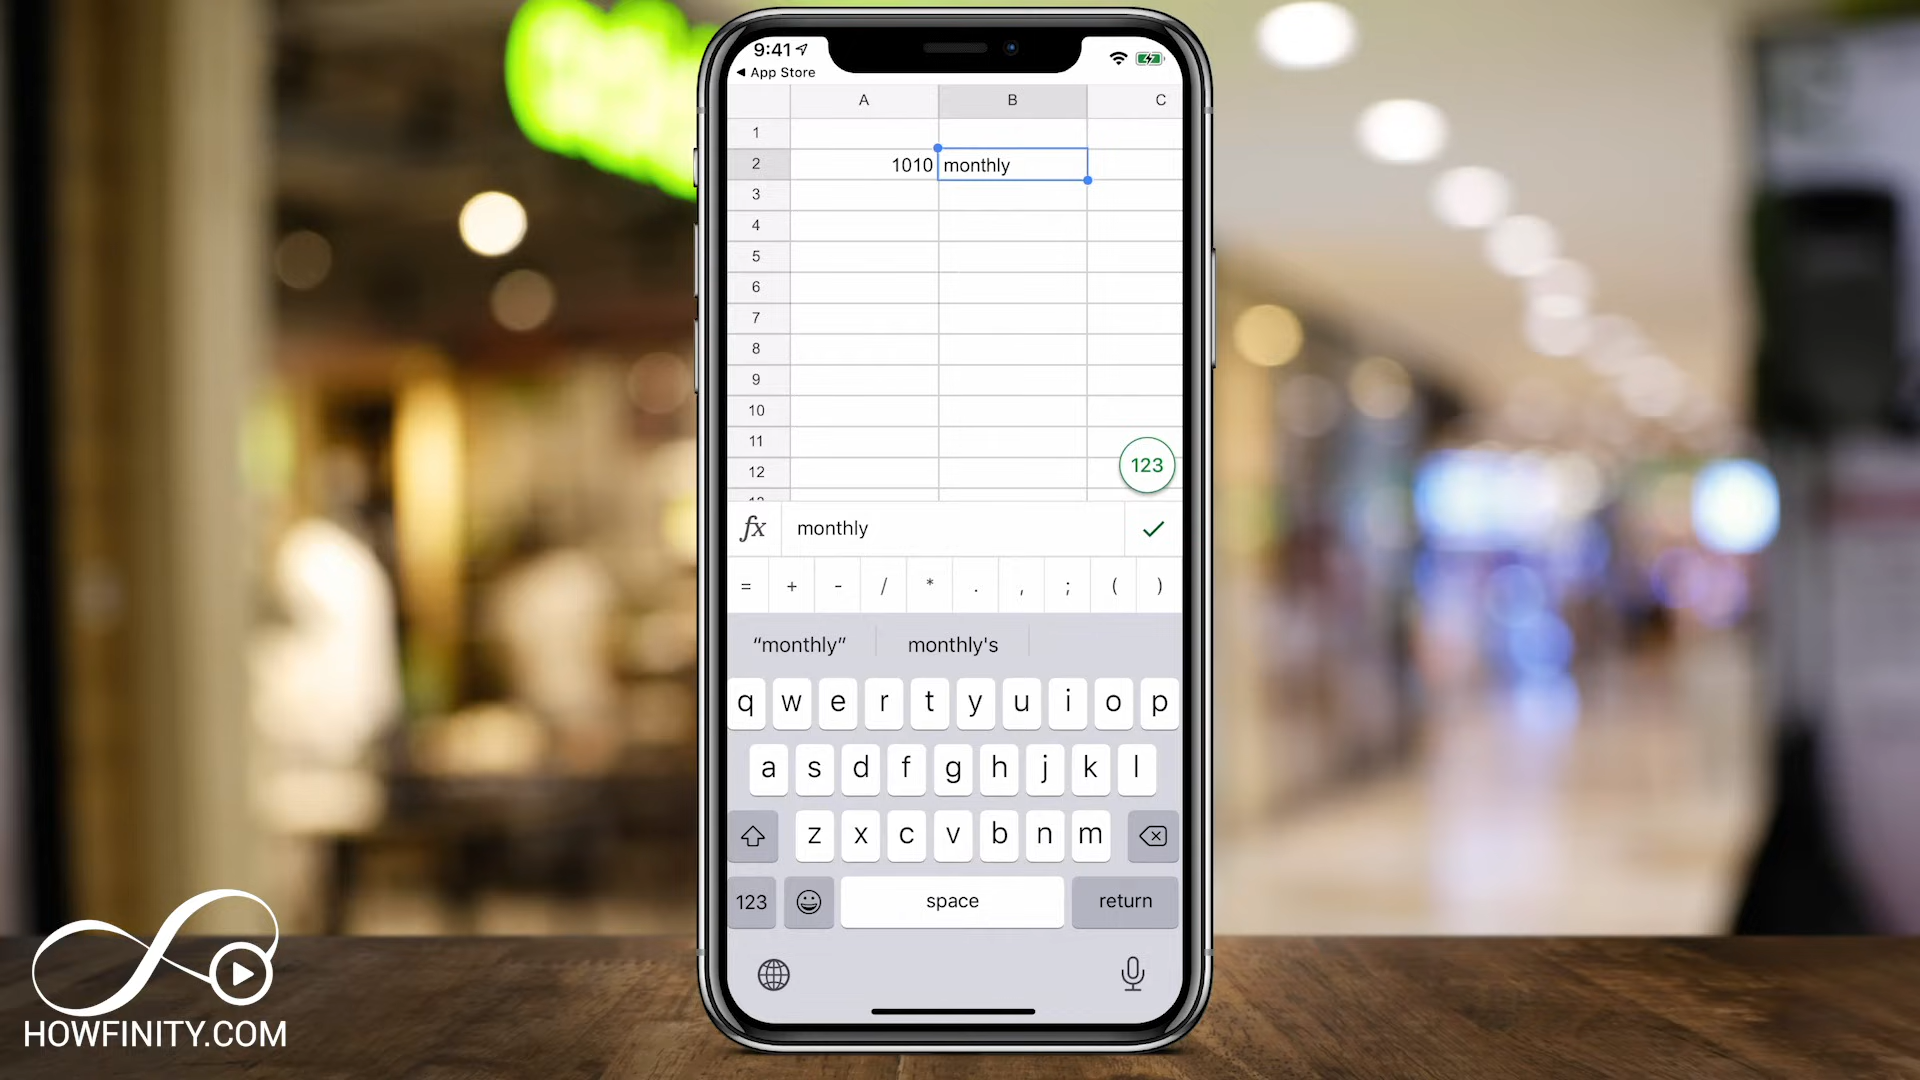 9:41
◀ App Store
A B C
1
2 1010 monthly
3
4
5
6
7
8
9
10
11
12
123
fx monthly
= + - / * . , ; ( )
“monthly” monthly's
q w e r t y u i o p
a s d f g h j k l
z x c v b n m
123 space return
HOWFINITY.COM